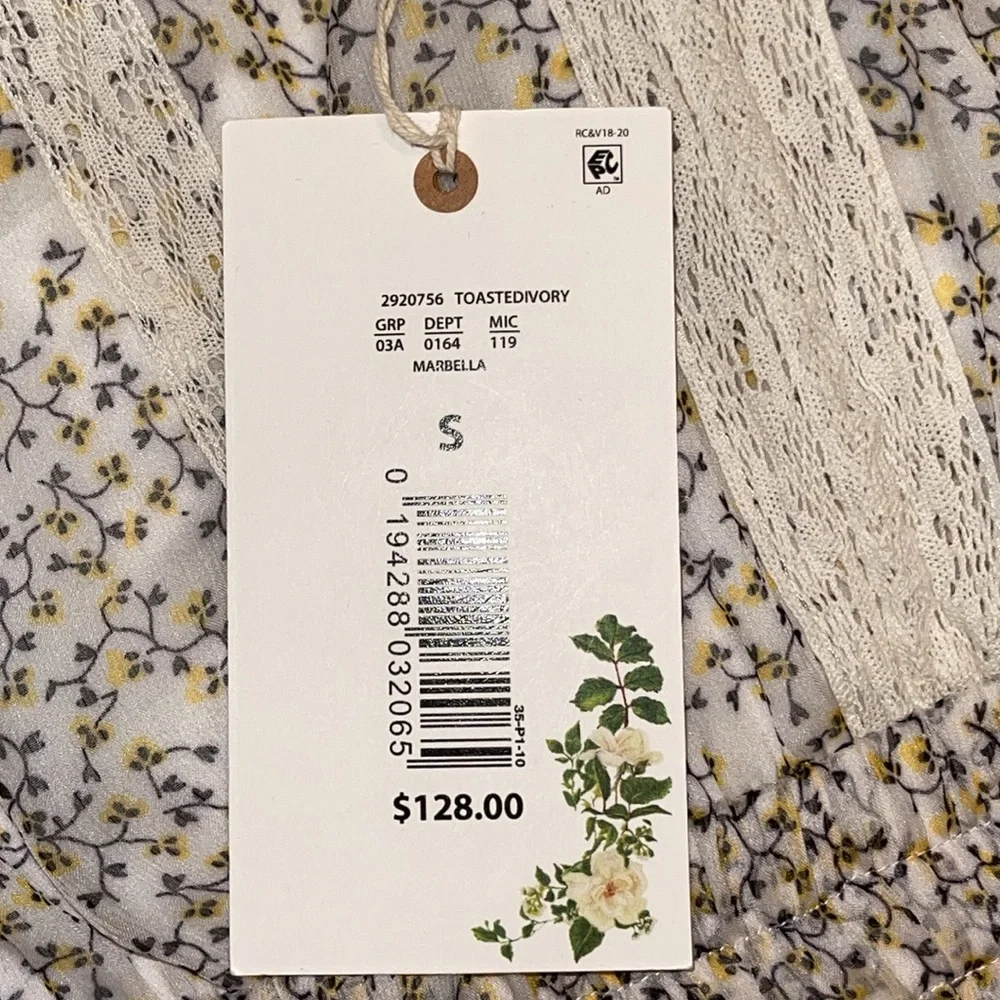 RC&V18-20
EPC™
AD
2920756 TOASTEDIVORY
GRP DEPT MIC
03A 0164 119
MARBELLA
S
0 194288 032065
35-P1-10
$128.00